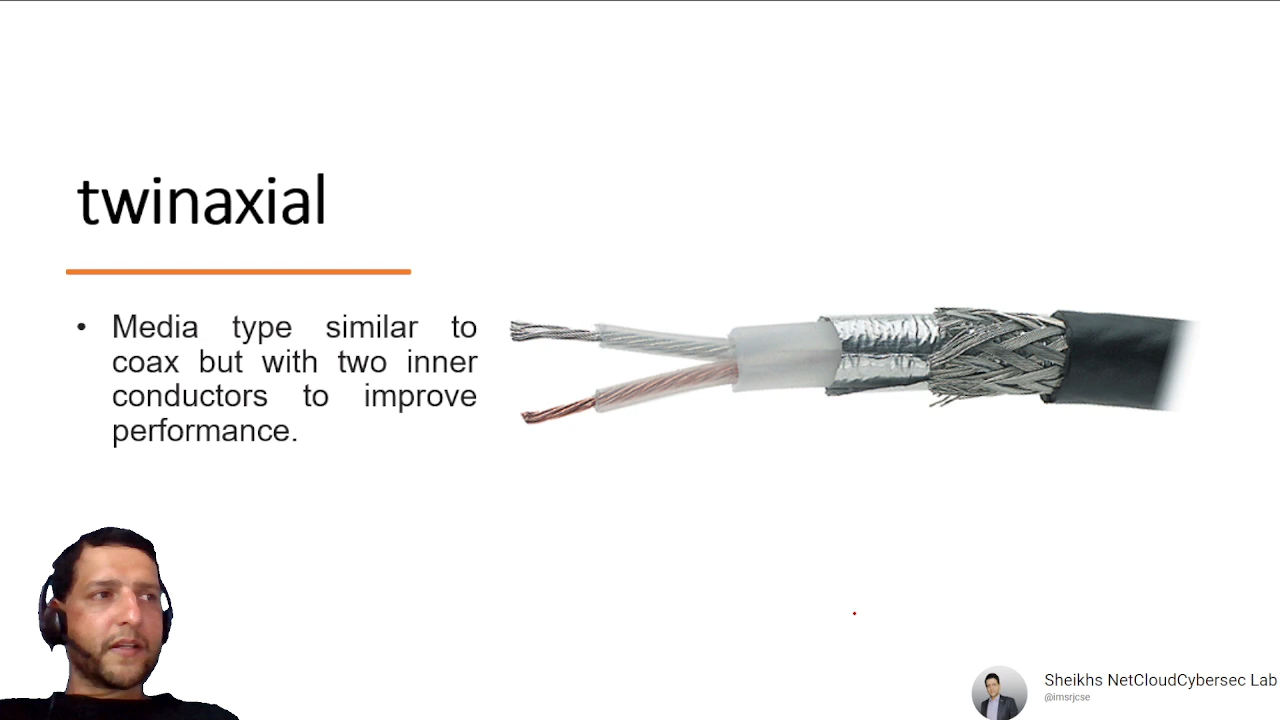 twinaxial
• Media type similar to
coax but with two inner
conductors to improve
performance.
Sheikhs NetCloudCybersec Lab
@imsrjcse